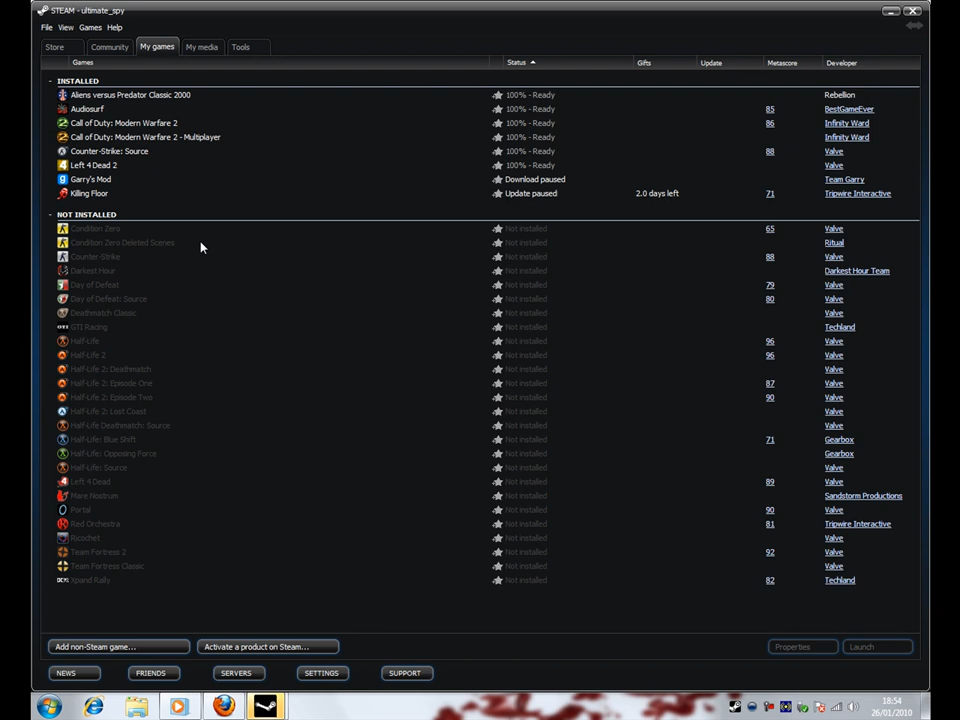 STEAM - ultimate_spy
File View Games Help
Store Community My games My media Tools
Games Status Gifts Update Metascore Developer
- INSTALLED
Aliens versus Predator Classic 2000 100% - Ready Rebellion
Audiosurf 100% - Ready 85 BestGameEver
Call of Duty: Modern Warfare 2 100% - Ready 86 Infinity Ward
Call of Duty: Modern Warfare 2 - Multiplayer 100% - Ready Infinity Ward
Counter-Strike: Source 100% - Ready 88 Valve
Left 4 Dead 2 100% - Ready Valve
Garry's Mod Download paused Team Garry
Killing Floor Update paused 2.0 days left 71 Tripwire Interactive
- NOT INSTALLED
Condition Zero Not installed 65 Valve
Condition Zero Deleted Scenes Not installed Ritual
Counter-Strike Not installed 88 Valve
Darkest Hour Not installed Darkest Hour Team
Day of Defeat Not installed 79 Valve
Day of Defeat: Source Not installed 80 Valve
Deathmatch Classic Not installed Valve
GTI GTI Racing Not installed Techland
Half-Life Not installed 96 Valve
Half-Life 2 Not installed 96 Valve
Half-Life 2: Deathmatch Not installed Valve
Half-Life 2: Episode One Not installed 87 Valve
Half-Life 2: Episode Two Not installed 90 Valve
Half-Life 2: Lost Coast Not installed Valve
Half-Life Deathmatch: Source Not installed Valve
Half-Life: Blue Shift Not installed 71 Gearbox
Half-Life: Opposing Force Not installed Gearbox
Half-Life: Source Not installed Valve
Left 4 Dead Not installed 89 Valve
Mare Nostrum Not installed Sandstorm Productions
Portal Not installed 90 Valve
Red Orchestra Not installed 81 Tripwire Interactive
Ricochet Not installed Valve
Team Fortress 2 Not installed 92 Valve
Team Fortress Classic Not installed Valve
Xpand Rally Not installed 82 Techland
Add non-Steam game... Activate a product on Steam... Properties Launch
NEWS FRIENDS SERVERS SETTINGS SUPPORT
18:54
26/01/2010